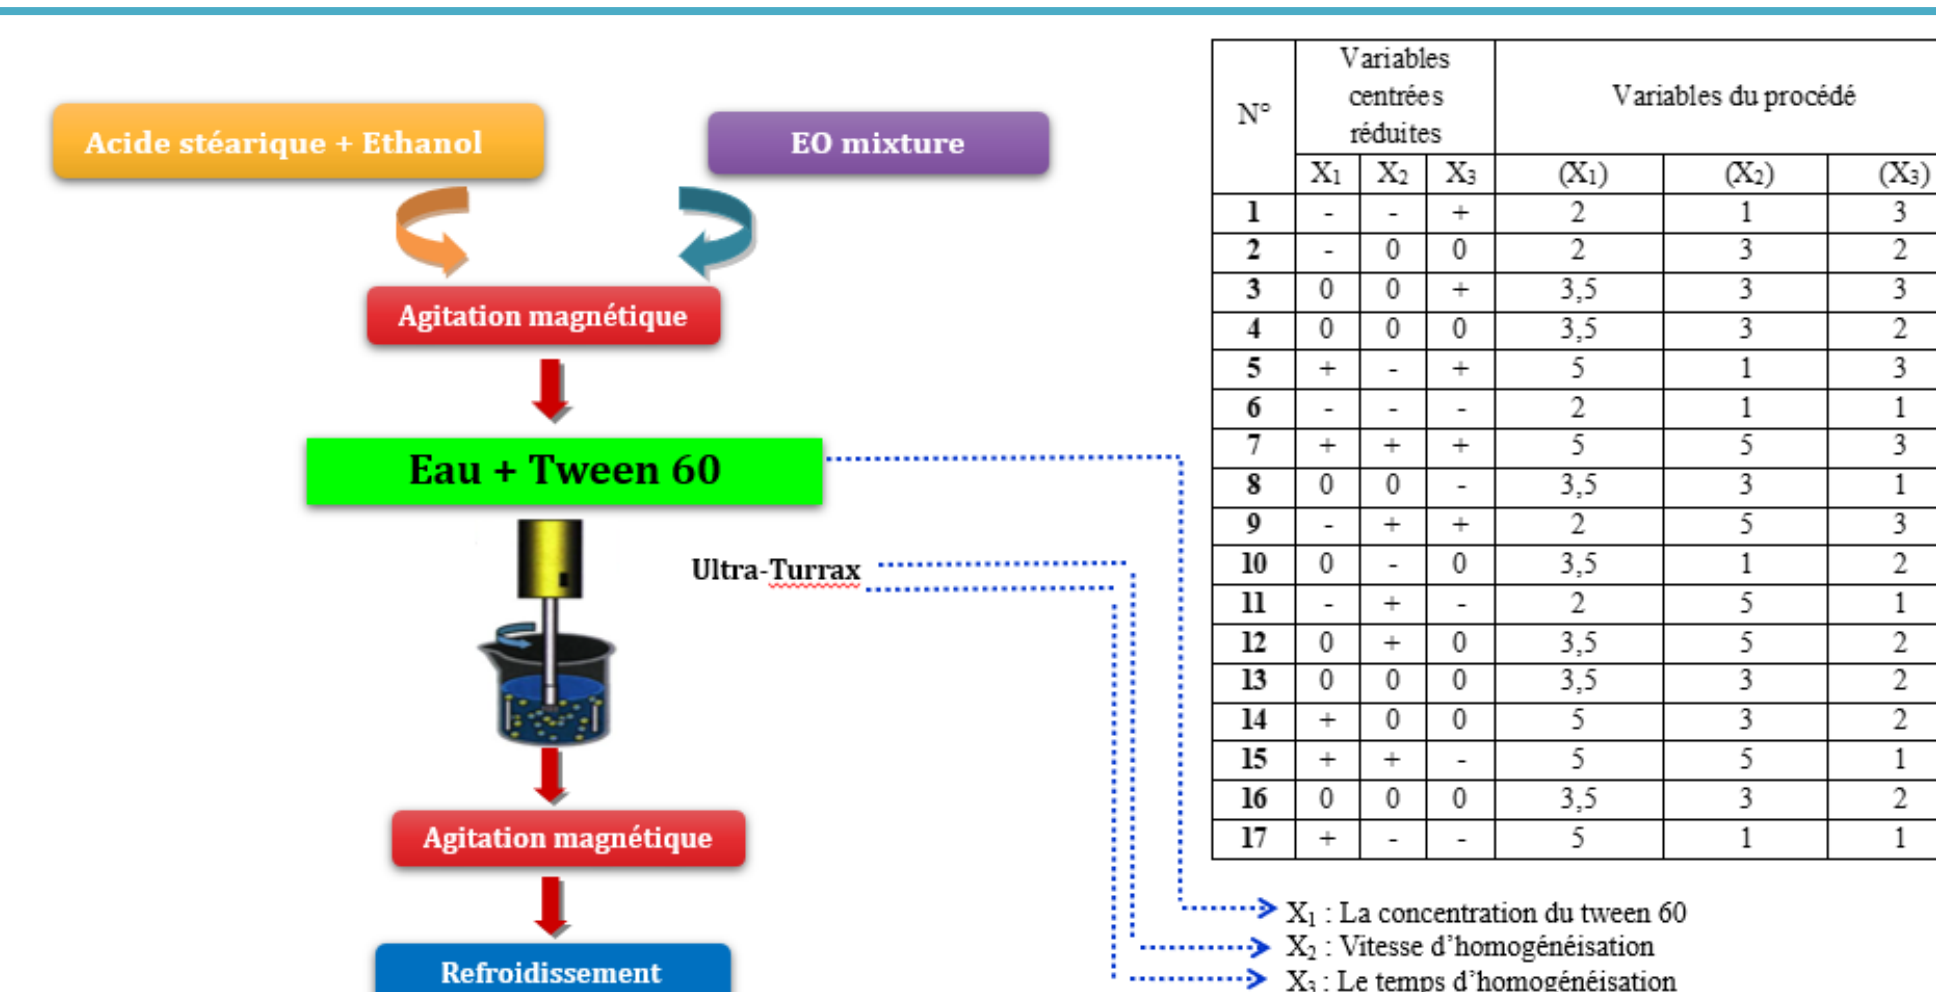 Acide stéarique + Ethanol
EO mixture
Agitation magnétique
Eau + Tween 60
Ultra-Turrax
Agitation magnétique
Refroidissement
N° Variables centrées réduites Variables du procédé
X₁ X₂ X₃ (X₁) (X₂) (X₃)
1 - - + 2 1 3
2 - 0 0 2 3 2
3 0 0 + 3,5 3 3
4 0 0 0 3,5 3 2
5 + - + 5 1 3
6 - - - 2 1 1
7 + + + 5 5 3
8 0 0 - 3,5 3 1
9 - + + 2 5 3
10 0 - 0 3,5 1 2
11 - + - 2 5 1
12 0 + 0 3,5 5 2
13 0 0 0 3,5 3 2
14 + 0 0 5 3 2
15 + + - 5 5 1
16 0 0 0 3,5 3 2
17 + - - 5 1 1
X₁ : La concentration du tween 60
X₂ : Vitesse d’homogénéisation
X₃ : Le temps d’homogénéisation